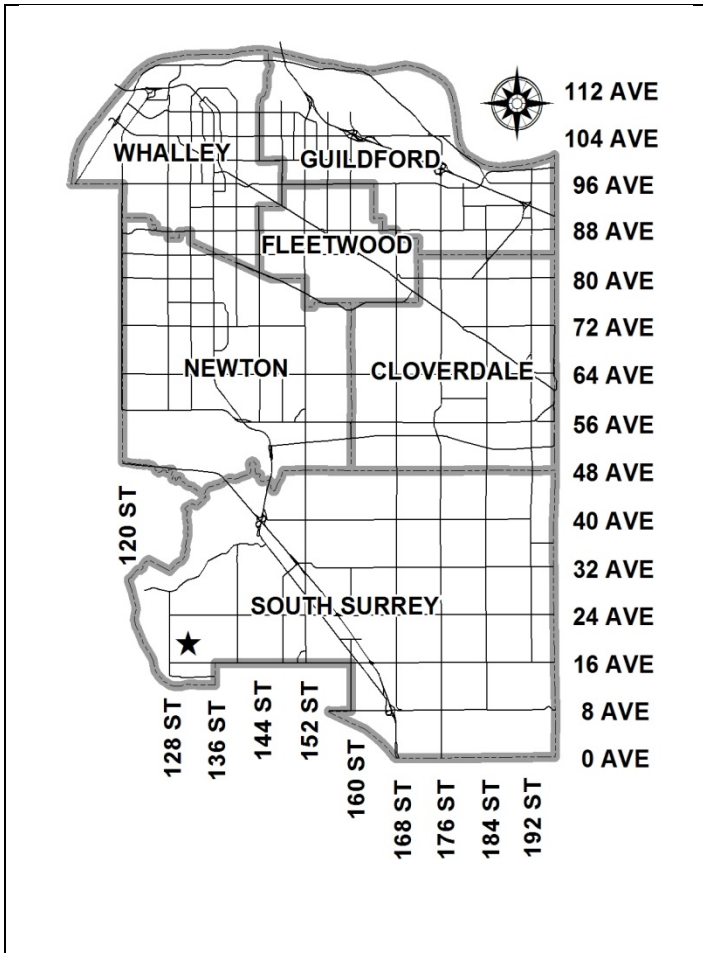 112 AVE
104 AVE
WHALLEY
GUILDFORD
96 AVE
88 AVE
FLEETWOOD
80 AVE
72 AVE
NEWTON
CLOVERDALE
64 AVE
56 AVE
48 AVE
120 ST
40 AVE
32 AVE
SOUTH SURREY
24 AVE
16 AVE
128 ST
136 ST
144 ST
152 ST
8 AVE
160 ST
0 AVE
168 ST
176 ST
184 ST
192 ST